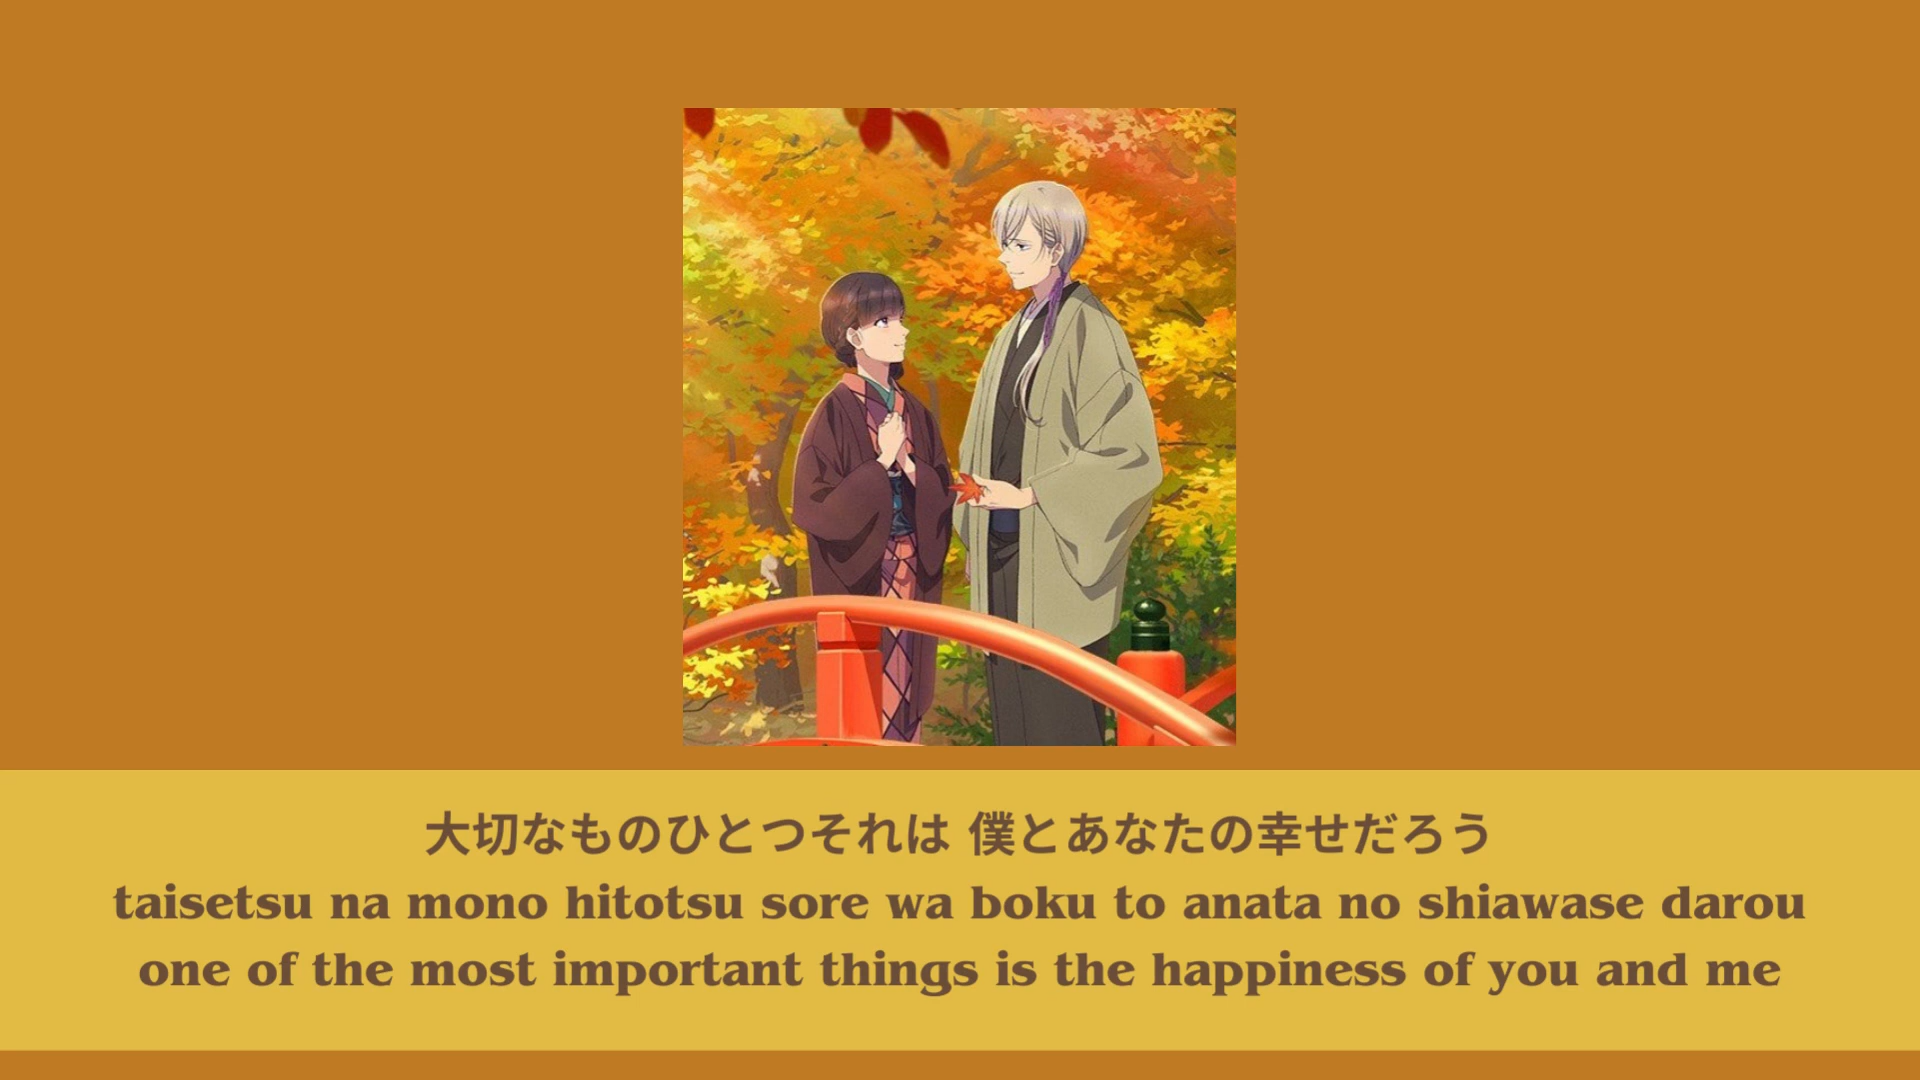 大切なものひとつそれは 僕とあなたの幸せだろう
taisetsu na mono hitotsu sore wa boku to anata no shiawase darou
one of the most important things is the happiness of you and me